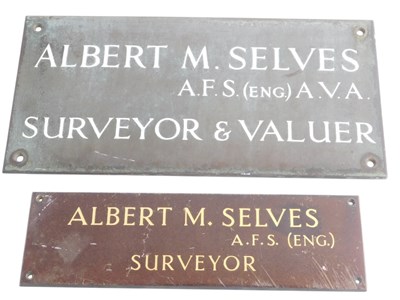 ALBERT M. SELVES
A.F.S. (ENG.) A.V.A.
SURVEYOR & VALUER
ALBERT M. SELVES
A.F.S. (ENG.)
SURVEYOR